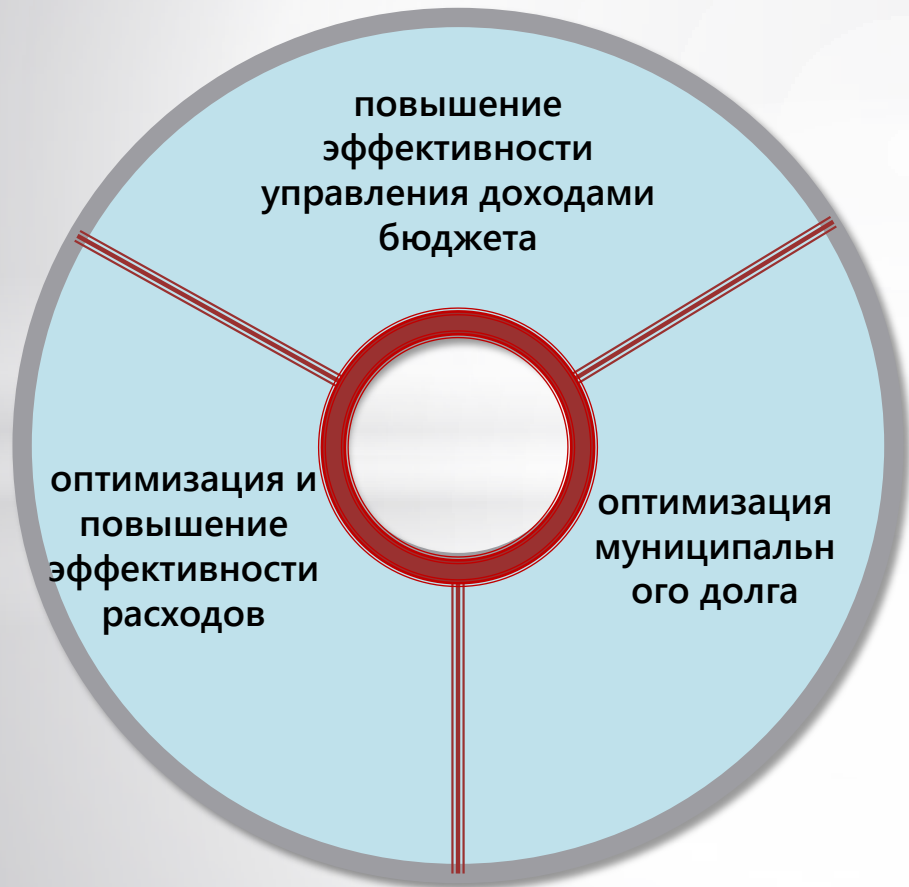 повышение
эффективности
управления доходами
бюджета
оптимизация и
повышение
эффективности
расходов
оптимизация
муниципальн
ого долга